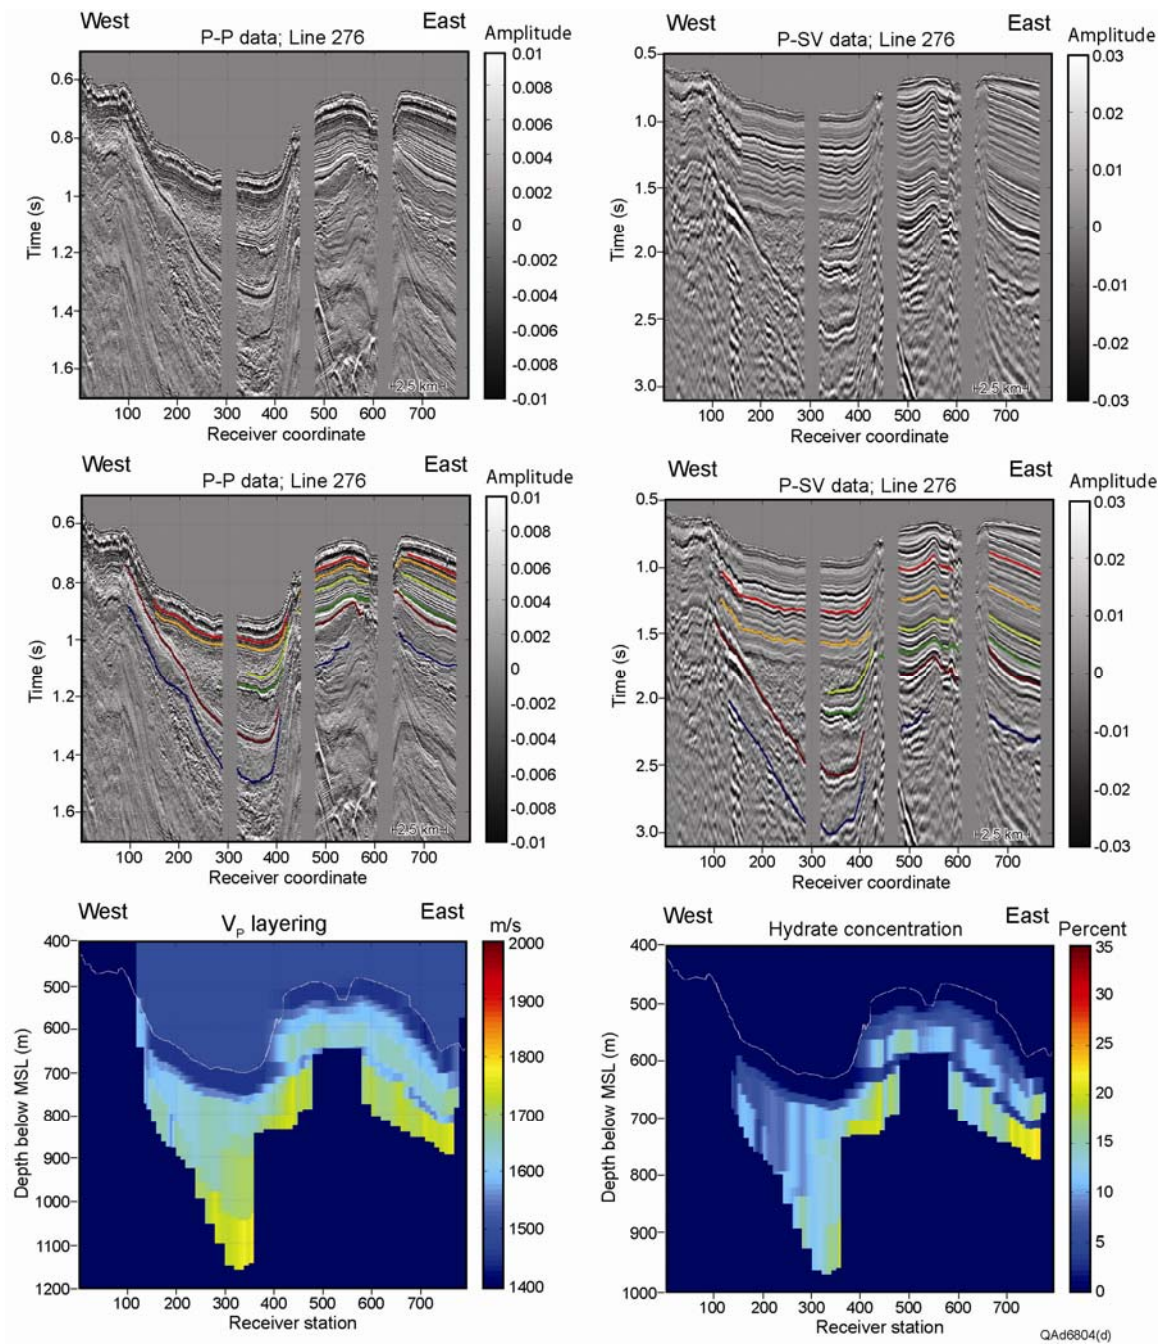 West East
P-P data; Line 276
Amplitude
0.6
0.8
1
1.2
1.4
1.6
Time (s)
0.01
0.008
0.006
0.004
0.002
0
-0.002
-0.004
-0.006
-0.008
-0.01
2.5 km
100 200 300 400 500 600 700
Receiver coordinate
West East
P-SV data; Line 276
Amplitude
0.5
1.0
1.5
2.0
2.5
3.0
Time (s)
0.03
0.02
0.01
0
-0.01
-0.02
-0.03
2.5 km
100 200 300 400 500 600 700
Receiver coordinate
West East
P-P data; Line 276
Amplitude
0.6
0.8
1
1.2
1.4
1.6
Time (s)
0.01
0.008
0.006
0.004
0.002
0
-0.002
-0.004
-0.006
-0.008
-0.01
2.5 km
100 200 300 400 500 600 700
Receiver coordinate
West East
P-SV data; Line 276
Amplitude
0.5
1.0
1.5
2.0
2.5
3.0
Time (s)
0.03
0.02
0.01
0
-0.01
-0.02
-0.03
2.5 km
100 200 300 400 500 600 700
Receiver coordinate
West East
VP layering
m/s
400
500
600
700
800
900
1000
1100
1200
Depth below MSL (m)
2000
1900
1800
1700
1600
1500
1400
100 200 300 400 500 600 700
Receiver station
West East
Hydrate concentration
Percent
400
500
600
700
800
900
1000
Depth below MSL (m)
35
30
25
20
15
10
5
0
100 200 300 400 500 600 700
Receiver station
QAd6804(d)